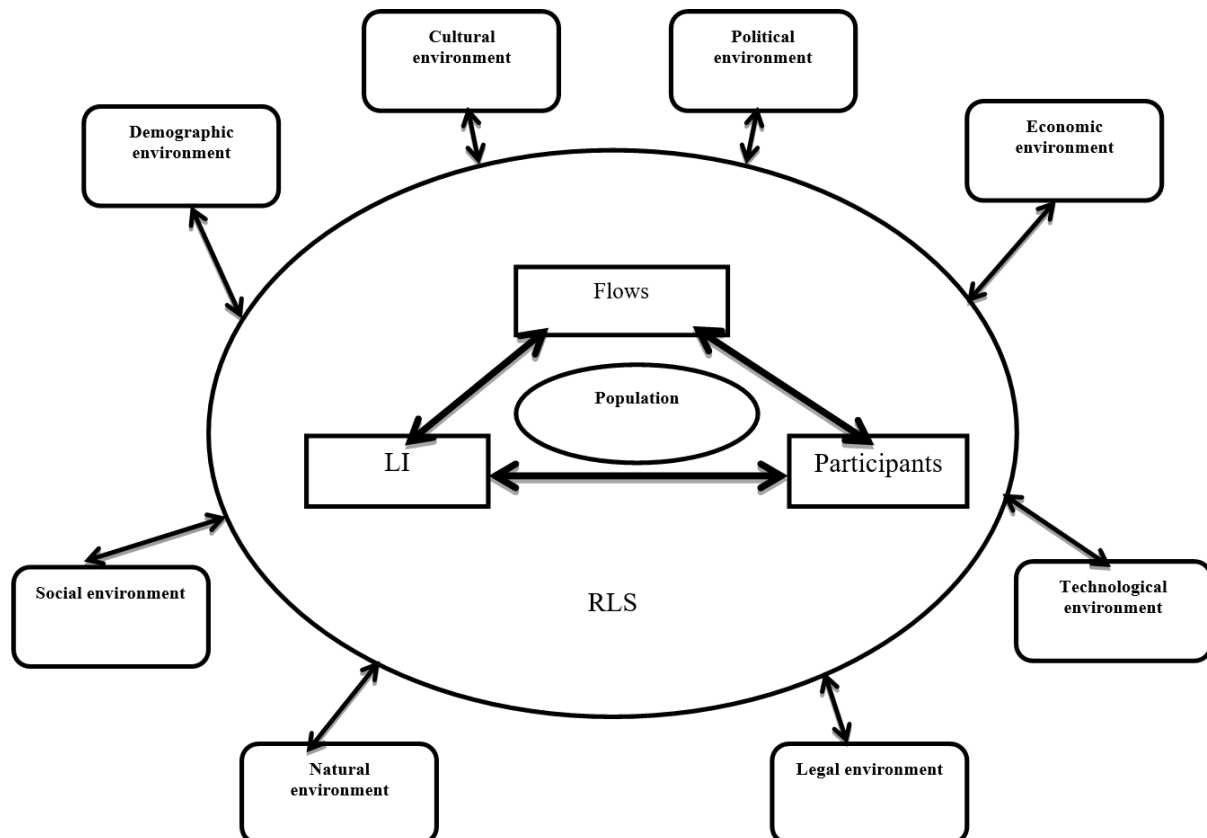 Cultural
environment
Political
environment
Demographic
environment
Economic
environment
Flows
Population
LI
Participants
Social environment
RLS
Technological
environment
Natural
environment
Legal environment